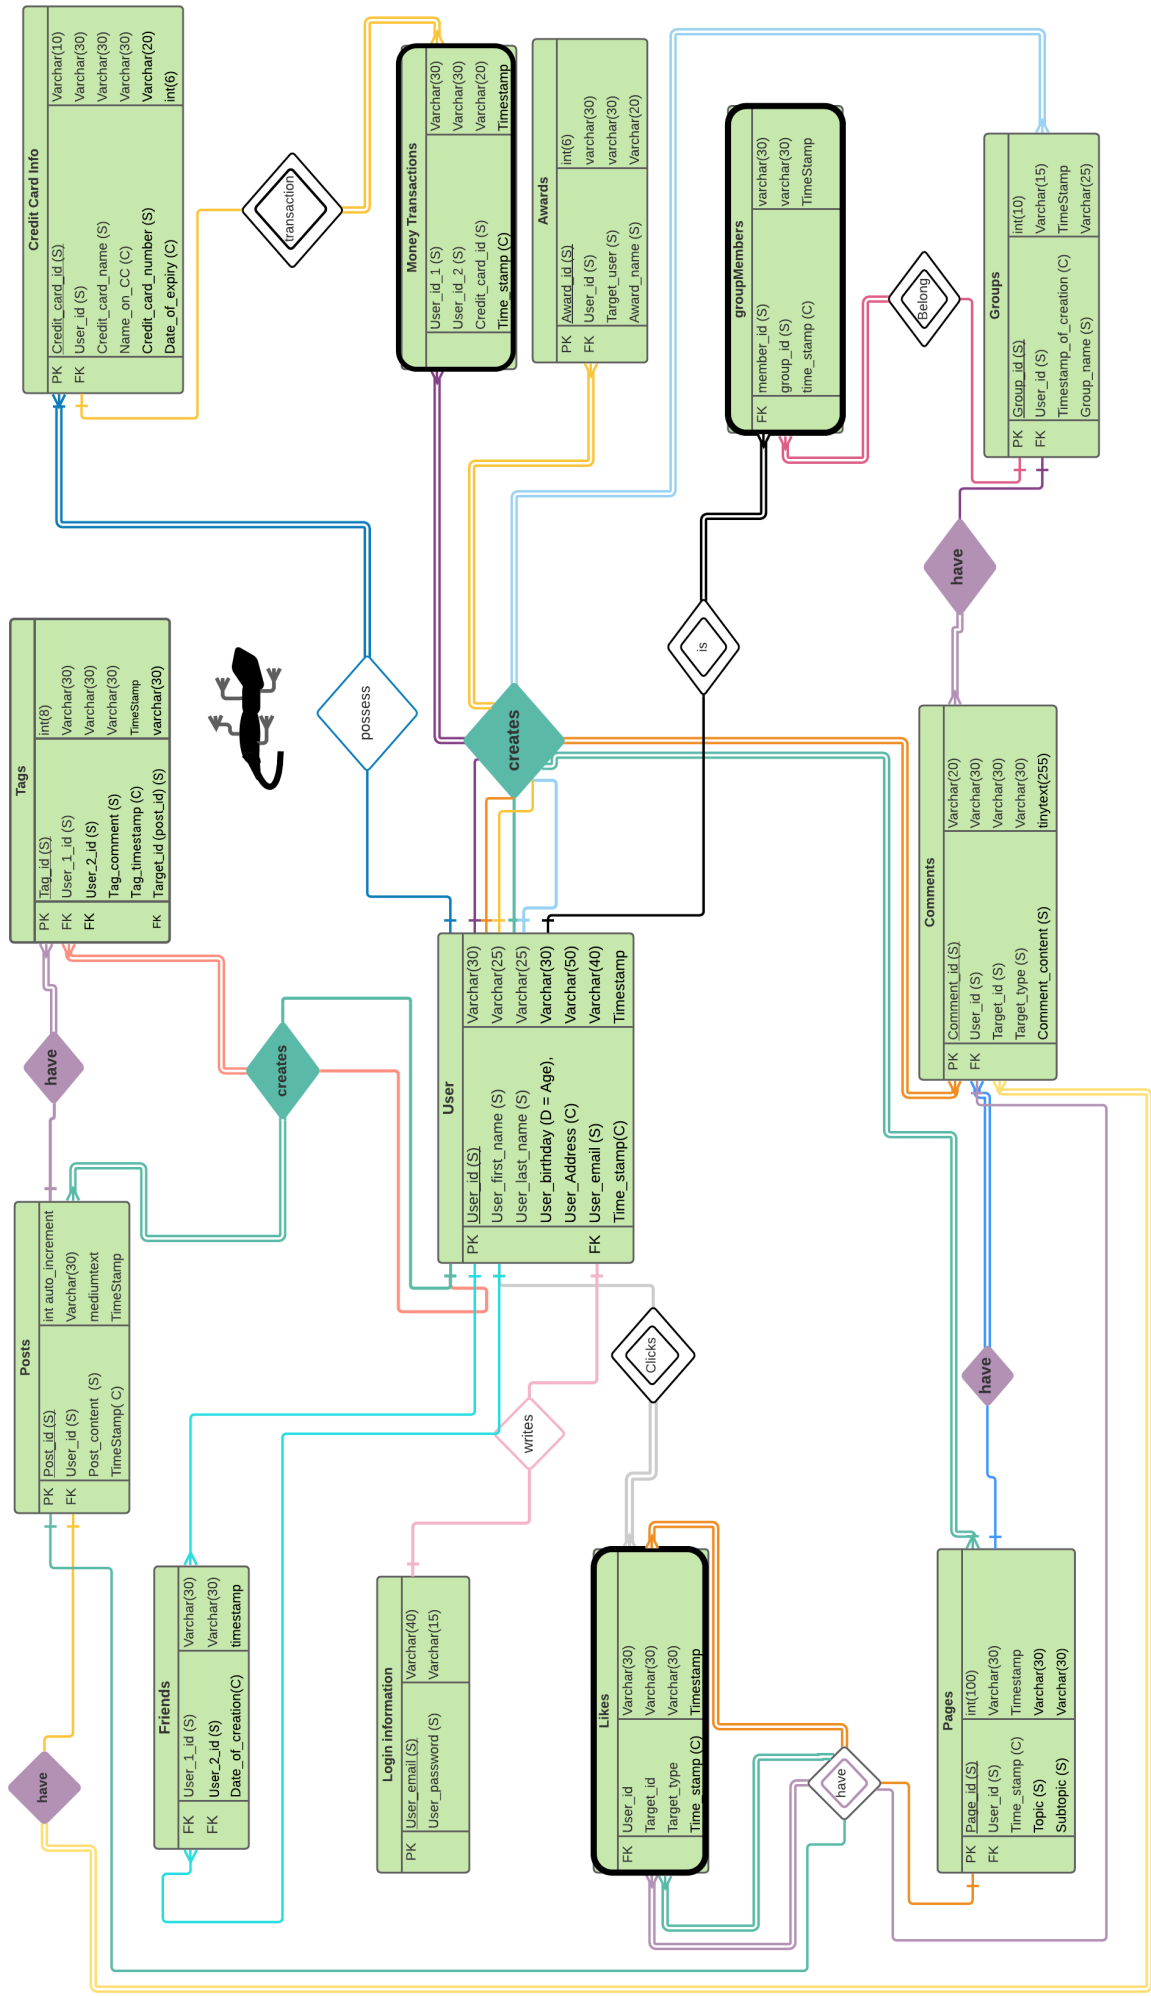 Credit Card Info
PK Credit_card_id (S) Varchar(10)
FK User_id (S) Varchar(30)
Credit_card_name (S) Varchar(30)
Name_on_CC (C) Varchar(30)
Credit_card_number (S) Varchar(20)
Date_of_expiry (C) int(6)
transaction
Money Transactions
User_id_1 (S) Varchar(30)
User_id_2 (S) Varchar(30)
Credit_card_id (S) Varchar(20)
Time_stamp (C) Timestamp
Awards
PK Award_id (S) int(6)
FK User_id (S) varchar(30)
Target_user (S) varchar(30)
Award_name (S) Varchar(20)
groupMembers
FK member_id (S) varchar(30)
group_id (S) varchar(30)
time_stamp (C) TimeStamp
Belong
Groups
PK Group_id (S) int(10)
FK User_id (S) Varchar(15)
Timestamp_of_creation (C) TimeStamp
Group_name (S) Varchar(25)
have
Tags
PK Tag_id (S) int(8)
FK User_1_id (S) Varchar(30)
FK User_2_id (S) Varchar(30)
Tag_comment (S) Varchar(30)
Tag_timestamp (C) TimeStamp
FK Target_id (post_id) (S) varchar(30)
possess
creates
is
Comments
PK Comment_id (S) Varchar(20)
FK User_id (S) Varchar(30)
Target_id (S) Varchar(30)
Target_type (S) Varchar(30)
Comment_content (S) tinytext(255)
have
creates
User
PK User_id (S) Varchar(30)
User_first_name (S) Varchar(25)
User_last_name (S) Varchar(25)
User_birthday (D = Age), Varchar(30)
User_Address (C) Varchar(50)
FK User_email (S) Varchar(40)
Time_stamp(C) Timestamp
Posts
PK Post_id (S) int auto_increment
FK User_id (S) Varchar(30)
Post_content (S) mediumtext
TimeStamp( C) TimeStamp
writes
Clicks
have
have
Friends
FK User_1_id (S) Varchar(30)
FK User_2_id (S) Varchar(30)
Date_of_creation(C) timestamp
Login information
PK User_email (S) Varchar(40)
User_password (S) Varchar(15)
Likes
FK User_id Varchar(30)
Target_id Varchar(30)
Target_type Varchar(30)
Time_stamp (C) Timestamp
have
Pages
PK Page_id (S) int(100)
FK User_id (S) Varchar(30)
Time_stamp (C) Timestamp
Topic (S) Varchar(30)
Subtopic (S) Varchar(30)